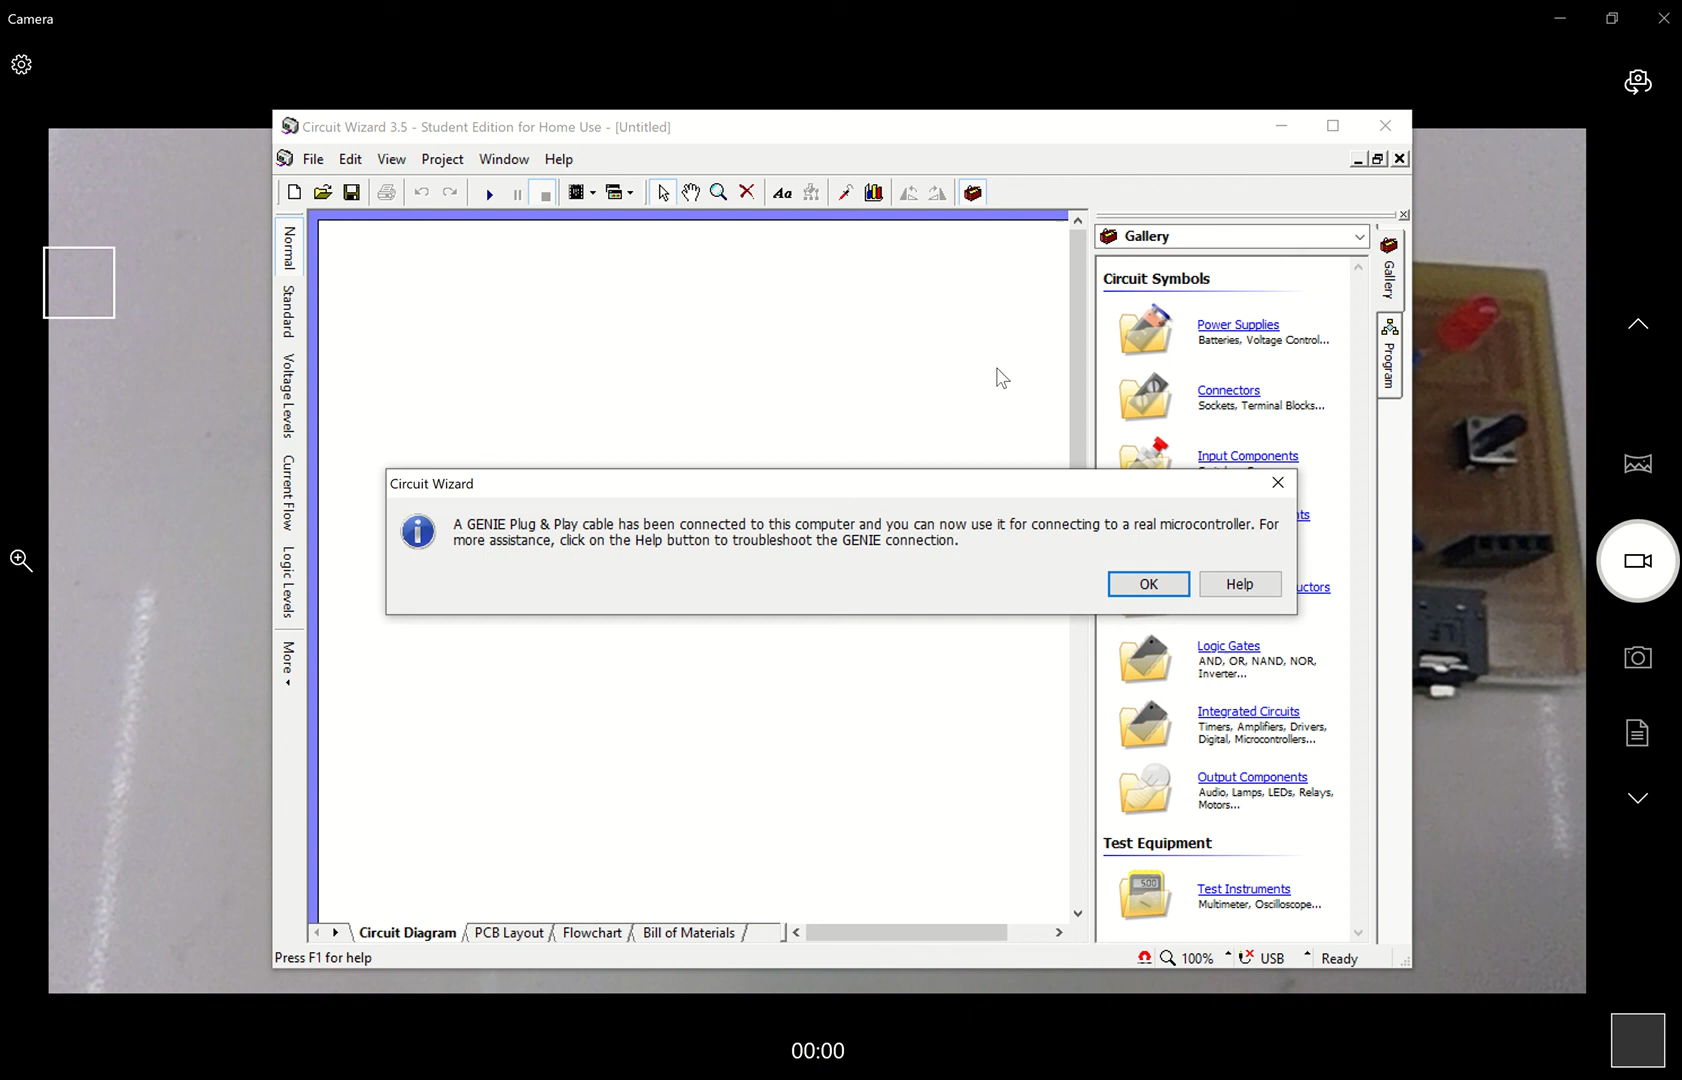 Camera
Circuit Wizard 3.5 - Student Edition for Home Use - [Untitled]
File Edit View Project Window Help
Aa
Normal
Standard
Voltage Levels
Current Flow
Logic Levels
More
Gallery
Circuit Symbols
Power Supplies
Batteries, Voltage Control...
Connectors
Sockets, Terminal Blocks...
Input Components
Gallery
Program
Circuit Wizard
A GENIE Plug & Play cable has been connected to this computer and you can now use it for connecting to a real microcontroller. For
more assistance, click on the Help button to troubleshoot the GENIE connection.
OK Help
nts
uctors
Logic Gates
AND, OR, NAND, NOR,
Inverter...
Integrated Circuits
Timers, Amplifiers, Drivers,
Digital, Microcontrollers...
Output Components
Audio, Lamps, LEDs, Relays,
Motors...
Test Equipment
500
Test Instruments
Multimeter, Oscilloscope...
Circuit Diagram PCB Layout Flowchart Bill of Materials
Press F1 for help
100% USB Ready
00:00